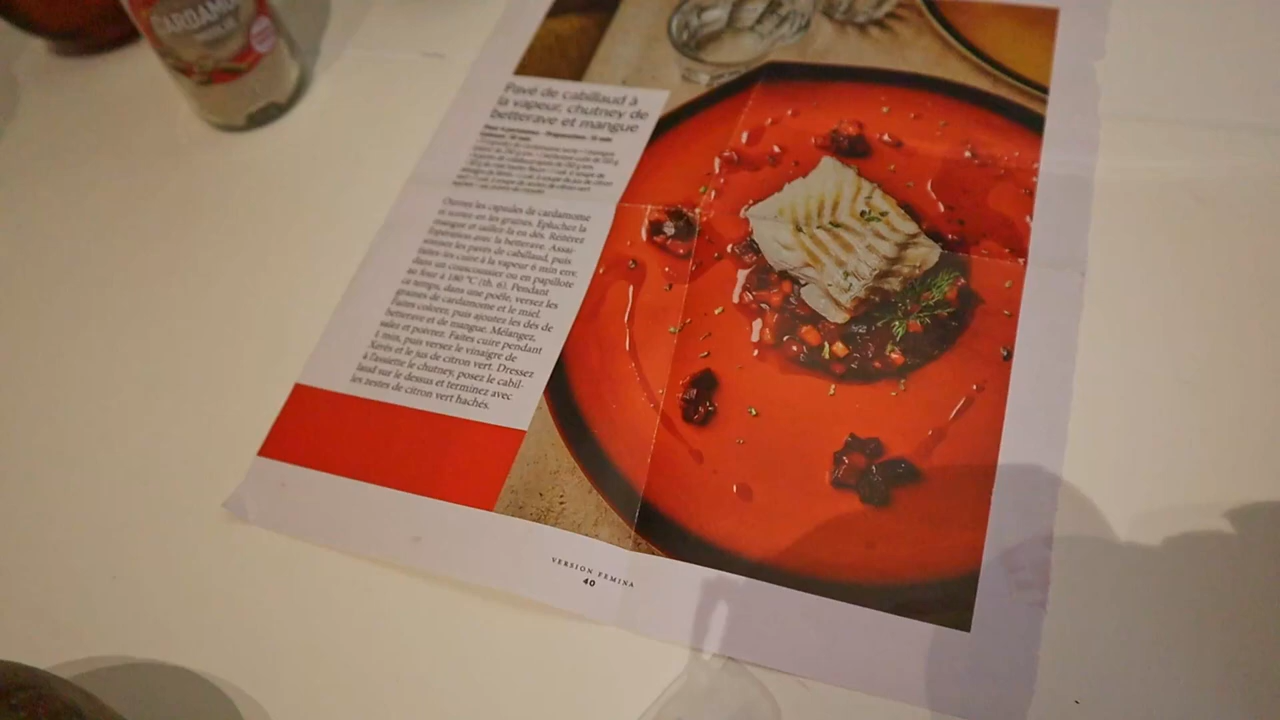 CARDAMO
Pavé de cabillaud à
la vapeur, chutney de
betterave et mangue
Ouvrez les capsules de cardamome
et sortez-en les graines. Épluchez la
mangue et taillez-la en dés. Réitérez
l'opération avec la betterave. Assai-
sonnez les pavés de cabillaud, puis
faites-les cuire à la vapeur 6 min env.
dans un couscoussier ou en papillote
au four à 180 °C (th. 6). Pendant
ce temps, dans une poêle, versez les
graines de cardamome et le miel.
Faites colorer, puis ajoutez les dés de
betterave et de mangue. Mélangez,
salez et poivrez. Faites cuire pendant
1 min, puis versez le vinaigre de
Xérès et le jus de citron vert. Dressez
à l'assiette le chutney, posez le cabil-
laud sur le dessus et terminez avec
les zestes de citron vert hachés.
VERSION FEMINA
40